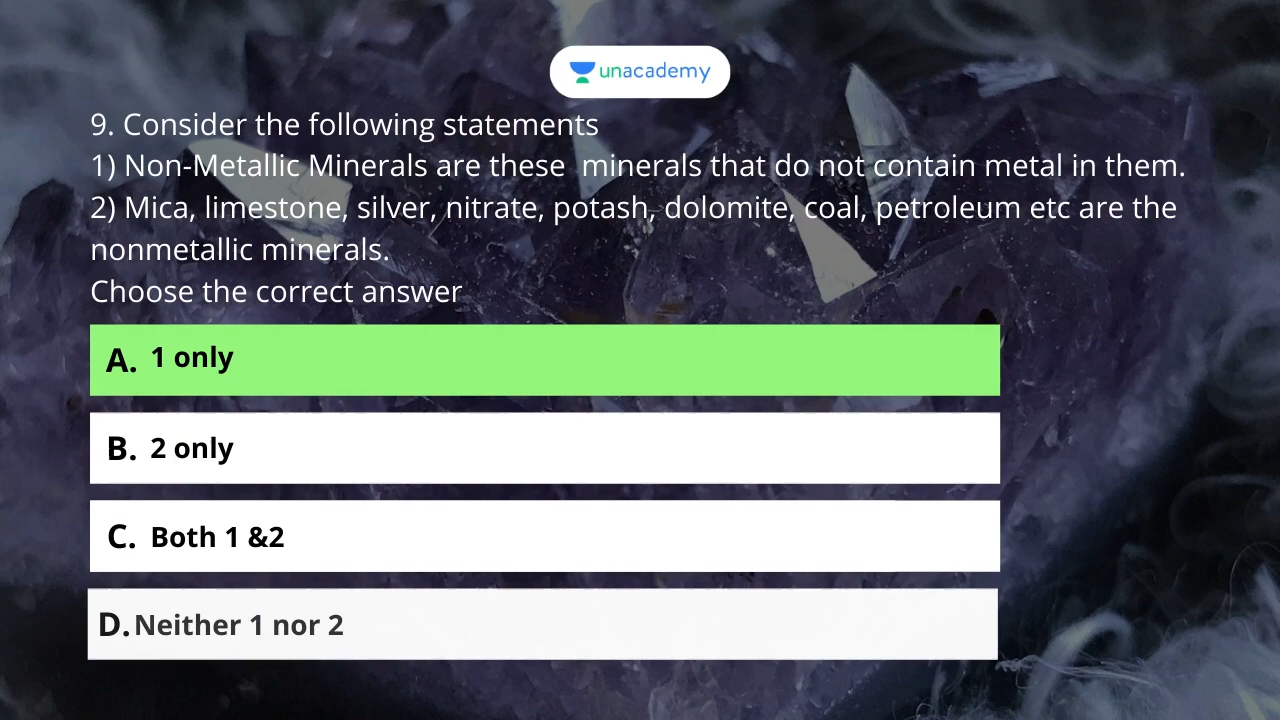 unacademy
9. Consider the following statements
1) Non-Metallic Minerals are these  minerals that do not contain metal in them.
2) Mica, limestone, silver, nitrate, potash, dolomite, coal, petroleum etc are the
nonmetallic minerals.
Choose the correct answer
A. 1 only
B. 2 only
C. Both 1 &2
D. Neither 1 nor 2